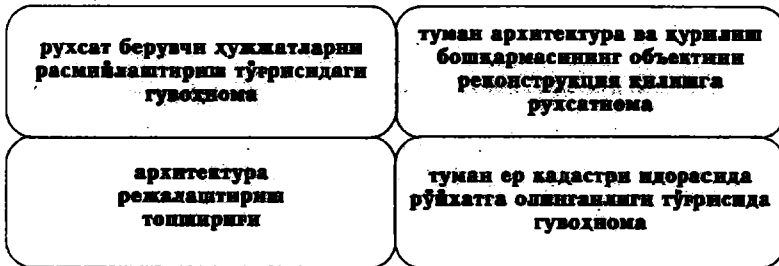 рухсат берувчи ҳужжатларни
расмийлаштириш тўғрисидаги
гувоҳнома
туман архитектура ва қурилиш
бошқармасининг объектини
реконструкция қилишга
рухсатнома
архитектура
режалаштириш
топшириғи
туман ер кадастри идорасида
рўйхатга олинганлиги тўғрисида
гувоҳнома